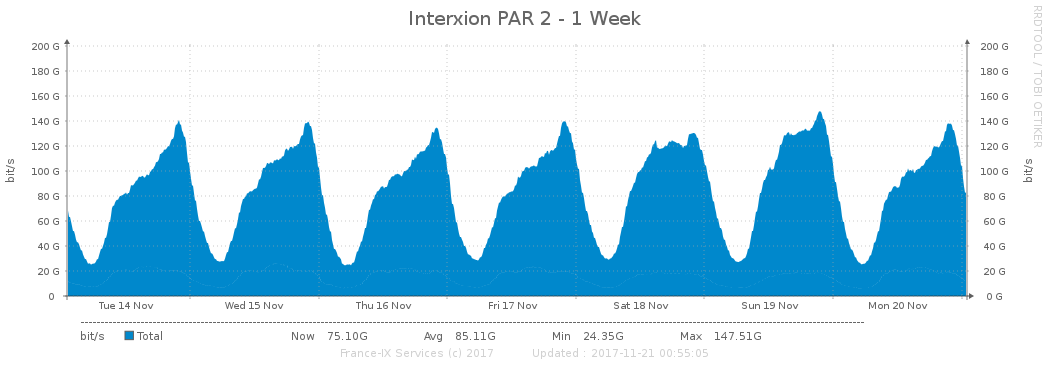 Interxion PAR 2 - 1 Week
RRDTOOL / TOBI OETIKER
bit/s
200 G
180 G
160 G
140 G
120 G
100 G
80 G
60 G
40 G
20 G
0
200 G
180 G
160 G
140 G
120 G
100 G
80 G
60 G
40 G
20 G
0 G
bit/s
Tue 14 Nov Wed 15 Nov Thu 16 Nov Fri 17 Nov Sat 18 Nov Sun 19 Nov Mon 20 Nov
bit/s Total Now 75.10G Avg 85.11G Min 24.35G Max 147.51G
France-IX Services (c) 2017 Updated : 2017-11-21 00:55:05